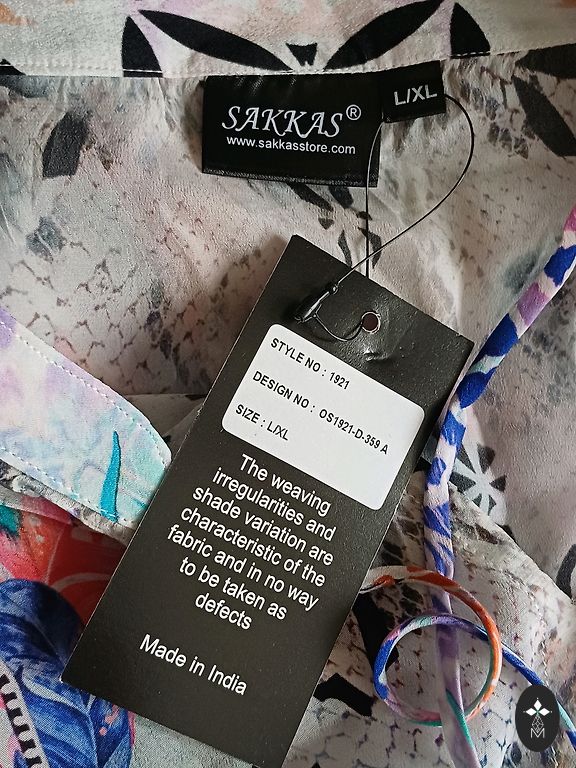 SAKKAS®
www.sakkasstore.com
L/XL
STYLE NO : 1921
DESIGN NO : OS1921-D-359 A
SIZE : L/XL
The weaving
irregularities and
shade variation are
characteristic of the
fabric and in no way
to be taken as
defects
Made in India
M